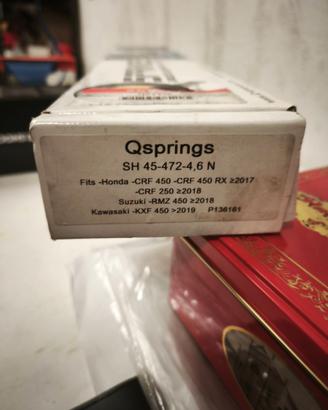 Qsprings
SH 45-472-4,6 N
Fits -Honda -CRF 450 -CRF 450 RX ≥2017
-CRF 250 ≥2018
Suzuki -RMZ 450 ≥2018
Kawasaki -KXF 450 >2019 P136161